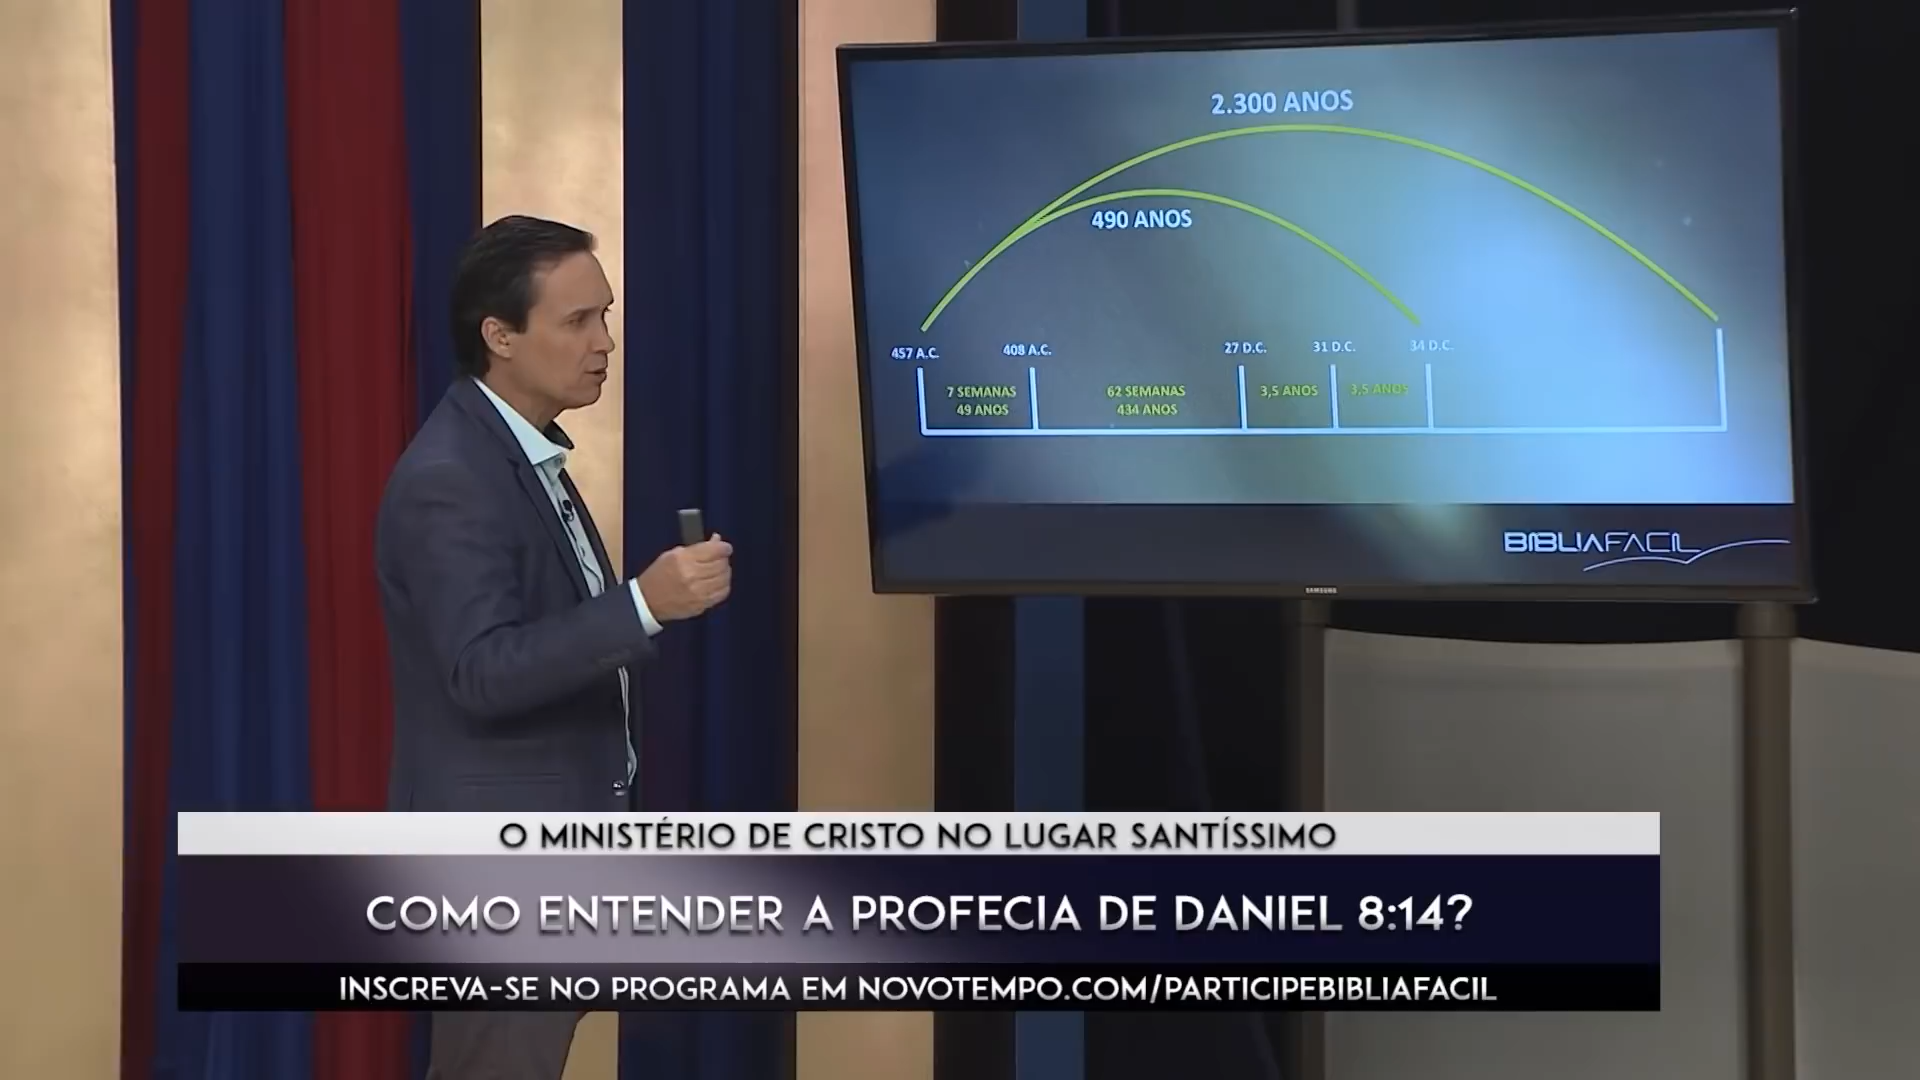 2.300 ANOS
490 ANOS
457 A.C.
408 A.C.
27 D.C.
31 D.C.
34 D.C.
7 SEMANAS
49 ANOS
62 SEMANAS
434 ANOS
3,5 ANOS
3,5 ANOS
BIBLIAFACIL
SAMSUNG
O MINISTÉRIO DE CRISTO NO LUGAR SANTÍSSIMO
COMO ENTENDER A PROFECIA DE DANIEL 8:14?
INSCREVA-SE NO PROGRAMA EM NOVOTEMPO.COM/PARTICIPEBIBLIAFACIL